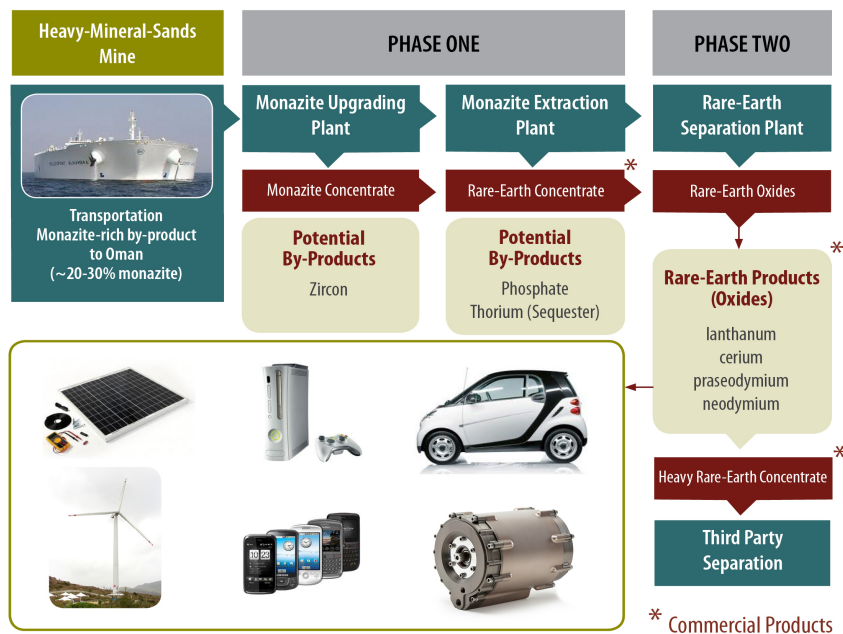 Heavy-Mineral-Sands
Mine
PHASE ONE
PHASE TWO
Transportation
Monazite-rich by-product
to Oman
(~20-30% monazite)
Monazite Upgrading
Plant
Monazite Extraction
Plant
Rare-Earth
Separation Plant
Monazite Concentrate
Rare-Earth Concentrate
*
Rare-Earth Oxides
Potential
By-Products
Zircon
Potential
By-Products
Phosphate
Thorium (Sequester)
*
Rare-Earth Products
(Oxides)
lanthanum
cerium
praseodymium
neodymium
*
Heavy Rare-Earth Concentrate
Third Party
Separation
* Commercial Products